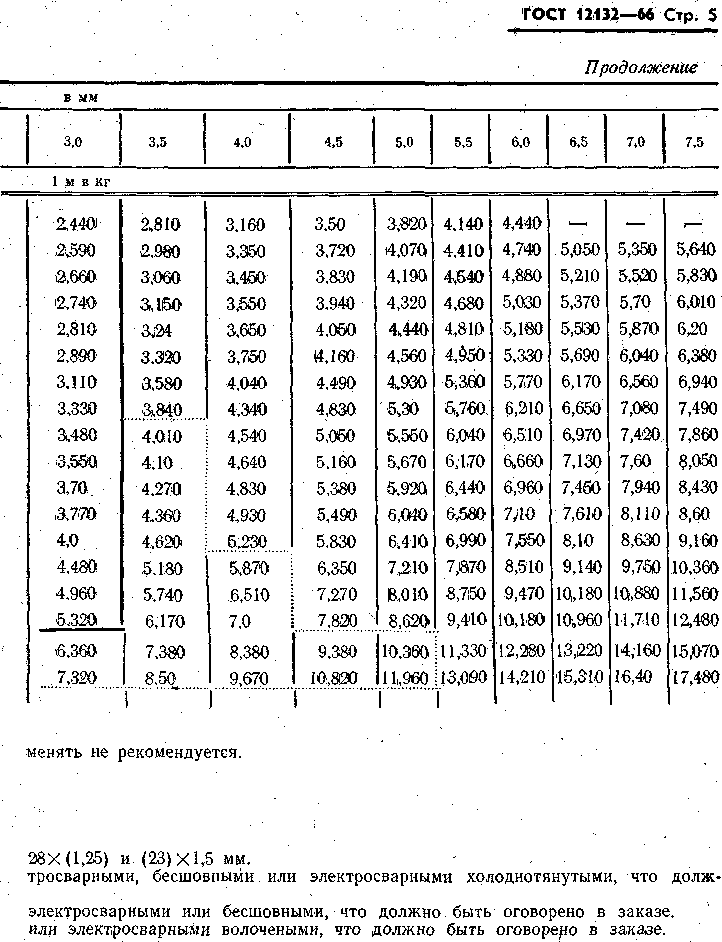 ГОСТ 12132—66 Стр. 5
Продолжение
в мм
3,0 3,5 4,0 4,5 5,0 5,5 6,0 6,5 7,0 7,5
1 м в кг
2,440 2,810 3,160 3,50 3,820 4,140 4,440 — — —
2,590 2,980 3,350 3,720 4,070 4,410 4,740 5,050 5,350 5,640
2,660 3,060 3,450 3,830 4,190 4,540 4,880 5,210 5,520 5,830
2,740 3,150 3,550 3,940 4,320 4,680 5,030 5,370 5,70 6,010
2,810 3,24 3,650 4,050 4,440 4,810 5,180 5,530 5,870 6,20
2,890 3,320 3,750 4,160 4,560 4,950 5,330 5,690 6,040 6,380
3,110 3,580 4,040 4,490 4,930 5,360 5,770 6,170 6,560 6,940
3,330 3,840 4,340 4,830 5,30 5,760 6,210 6,650 7,080 7,490
3,480 4,010 4,540 5,050 5,550 6,040 6,510 6,970 7,420 7,860
3,550 4,10 4,640 5,160 5,670 6,170 6,660 7,130 7,60 8,050
3,70 4,270 4,830 5,380 5,920 6,440 6,960 7,450 7,940 8,430
3,770 4,360 4,930 5,490 6,040 6,580 7,10 7,610 8,110 8,60
4,0 4,620 5,230 5,830 6,410 6,990 7,550 8,10 8,630 9,160
4,480 5,180 5,870 6,350 7,210 7,870 8,510 9,140 9,750 10,360
4,960 5,740 6,510 7,270 8,010 8,750 9,470 10,180 10,880 11,560
5,320 6,170 7,0 7,820 8,620 9,410 10,180 10,960 11,710 12,480
6,360 7,380 8,380 9,380 10,360 11,330 12,280 13,220 14,160 15,070
7,320 8,50 9,670 10,820 11,960 13,090 14,210 15,310 16,40 17,480
менять не рекомендуется.
28×(1,25) и (23)×1,5 мм.
тросварными, бесшовными или электросварными холоднотянутыми, что долж-
электросварными или бесшовными, что должно быть оговорено в заказе.
или электросварными волочеными, что должно быть оговорено в заказе.